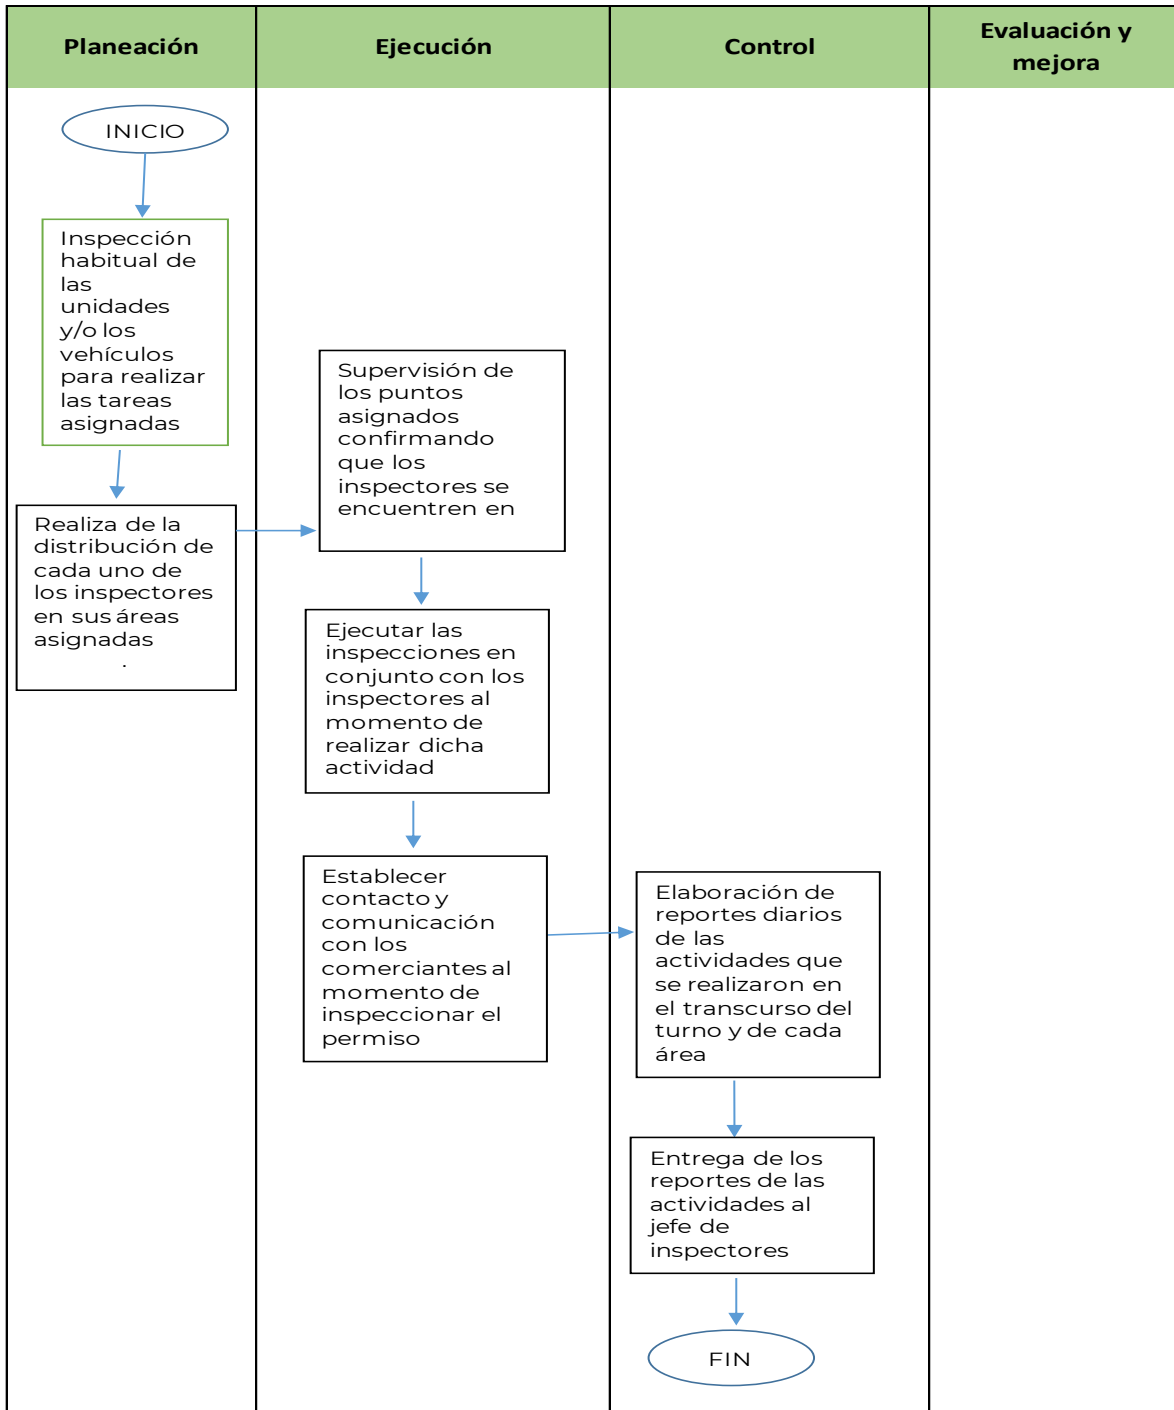 Planeación
Ejecución
Control
Evaluación y
mejora
INICIO
Inspección
habitual de
las
unidades
y/o los
vehículos
para realizar
las tareas
asignadas
Realiza de la
distribución de
cada uno de
los inspectores
en sus áreas
asignadas
.
Supervisión de
los puntos
asignados
confirmando
que los
inspectores se
encuentren en
Ejecutar las
inspecciones en
conjunto con los
inspectores al
momento de
realizar dicha
actividad
Establecer
contacto y
comunicación
con los
comerciantes al
momento de
inspeccionar el
permiso
Elaboración de
reportes diarios
de las
actividades que
se realizaron en
el transcurso del
turno y de cada
área
Entrega de los
reportes de las
actividades al
jefe de
inspectores
FIN